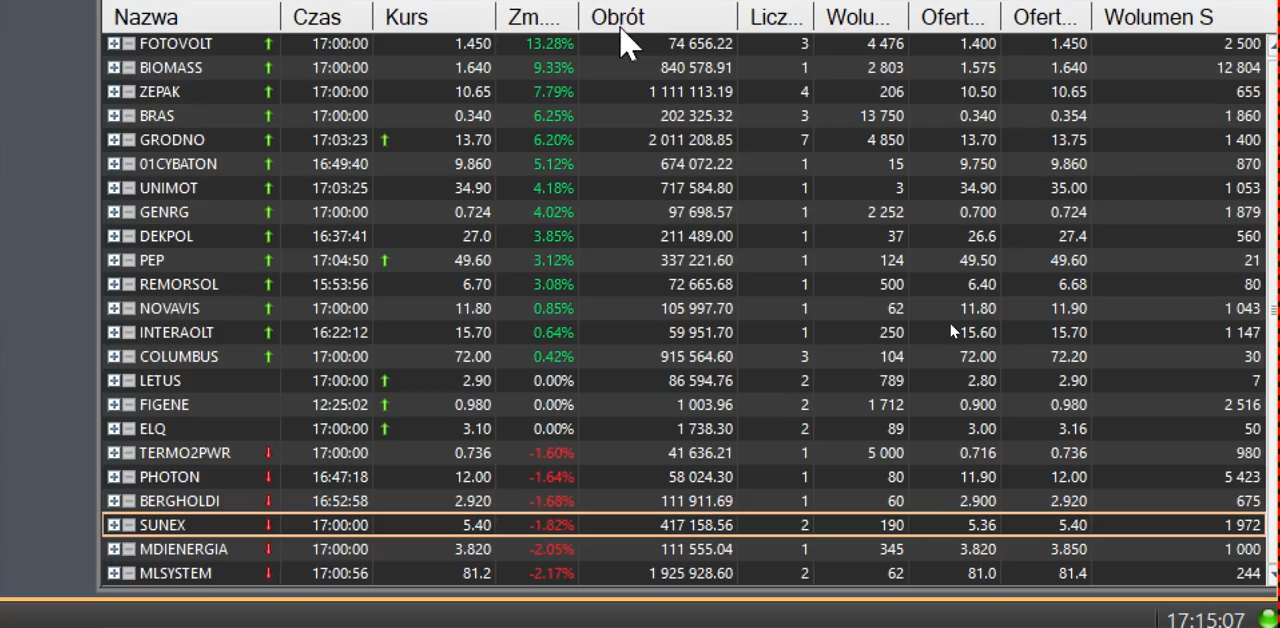 Nazwa Czas Kurs Zm.... Obrót Licz... Wolu... Ofert... Ofert... Wolumen S
FOTOVOLT 17:00:00 1.450 13.28% 74 656.22 3 4 476 1.400 1.450 2 500
BIOMASS 17:00:00 1.640 9.33% 840 578.91 1 2 803 1.575 1.640 12 804
ZEPAK 17:00:00 10.65 7.79% 1 111 113.19 4 206 10.50 10.65 655
BRAS 17:00:00 0.340 6.25% 202 325.32 3 13 750 0.340 0.354 1 860
GRODNO 17:03:23 13.70 6.20% 2 011 208.85 7 4 850 13.70 13.75 1 400
01CYBATON 16:49:40 9.860 5.12% 674 072.22 1 15 9.750 9.860 870
UNIMOT 17:03:25 34.90 4.18% 717 584.80 1 3 34.90 35.00 1 053
GENRG 17:00:00 0.724 4.02% 97 698.57 1 2 252 0.700 0.724 1 879
DEKPOL 16:37:41 27.0 3.85% 211 489.00 1 37 26.6 27.4 560
PEP 17:04:50 49.60 3.12% 337 221.60 1 124 49.50 49.60 21
REMORSOL 15:53:56 6.70 3.08% 72 665.68 1 500 6.40 6.68 80
NOVAVIS 17:00:00 11.80 0.85% 105 997.70 1 62 11.80 11.90 1 043
INTERAOLT 16:22:12 15.70 0.64% 59 951.70 1 250 15.60 15.70 1 147
COLUMBUS 17:00:00 72.00 0.42% 915 564.60 3 104 72.00 72.20 30
LETUS 17:00:00 2.90 0.00% 86 594.76 2 789 2.80 2.90 7
FIGENE 12:25:02 0.980 0.00% 1 003.96 2 1 712 0.900 0.980 2 516
ELQ 17:00:00 3.10 0.00% 1 738.30 2 89 3.00 3.16 50
TERMO2PWR 17:00:00 0.736 -1.60% 41 636.21 1 5 000 0.716 0.736 980
PHOTON 16:47:18 12.00 -1.64% 58 024.30 1 80 11.90 12.00 5 423
BERGHOLDI 16:52:58 2.920 -1.68% 111 911.69 1 60 2.900 2.920 675
SUNEX 17:00:00 5.40 -1.82% 417 158.56 2 190 5.36 5.40 1 972
MDIENERGIA 17:00:00 3.820 -2.05% 111 555.04 1 345 3.820 3.850 1 000
MLSYSTEM 17:00:56 81.2 -2.17% 1 925 928.60 2 62 81.0 81.4 244
17:15:07